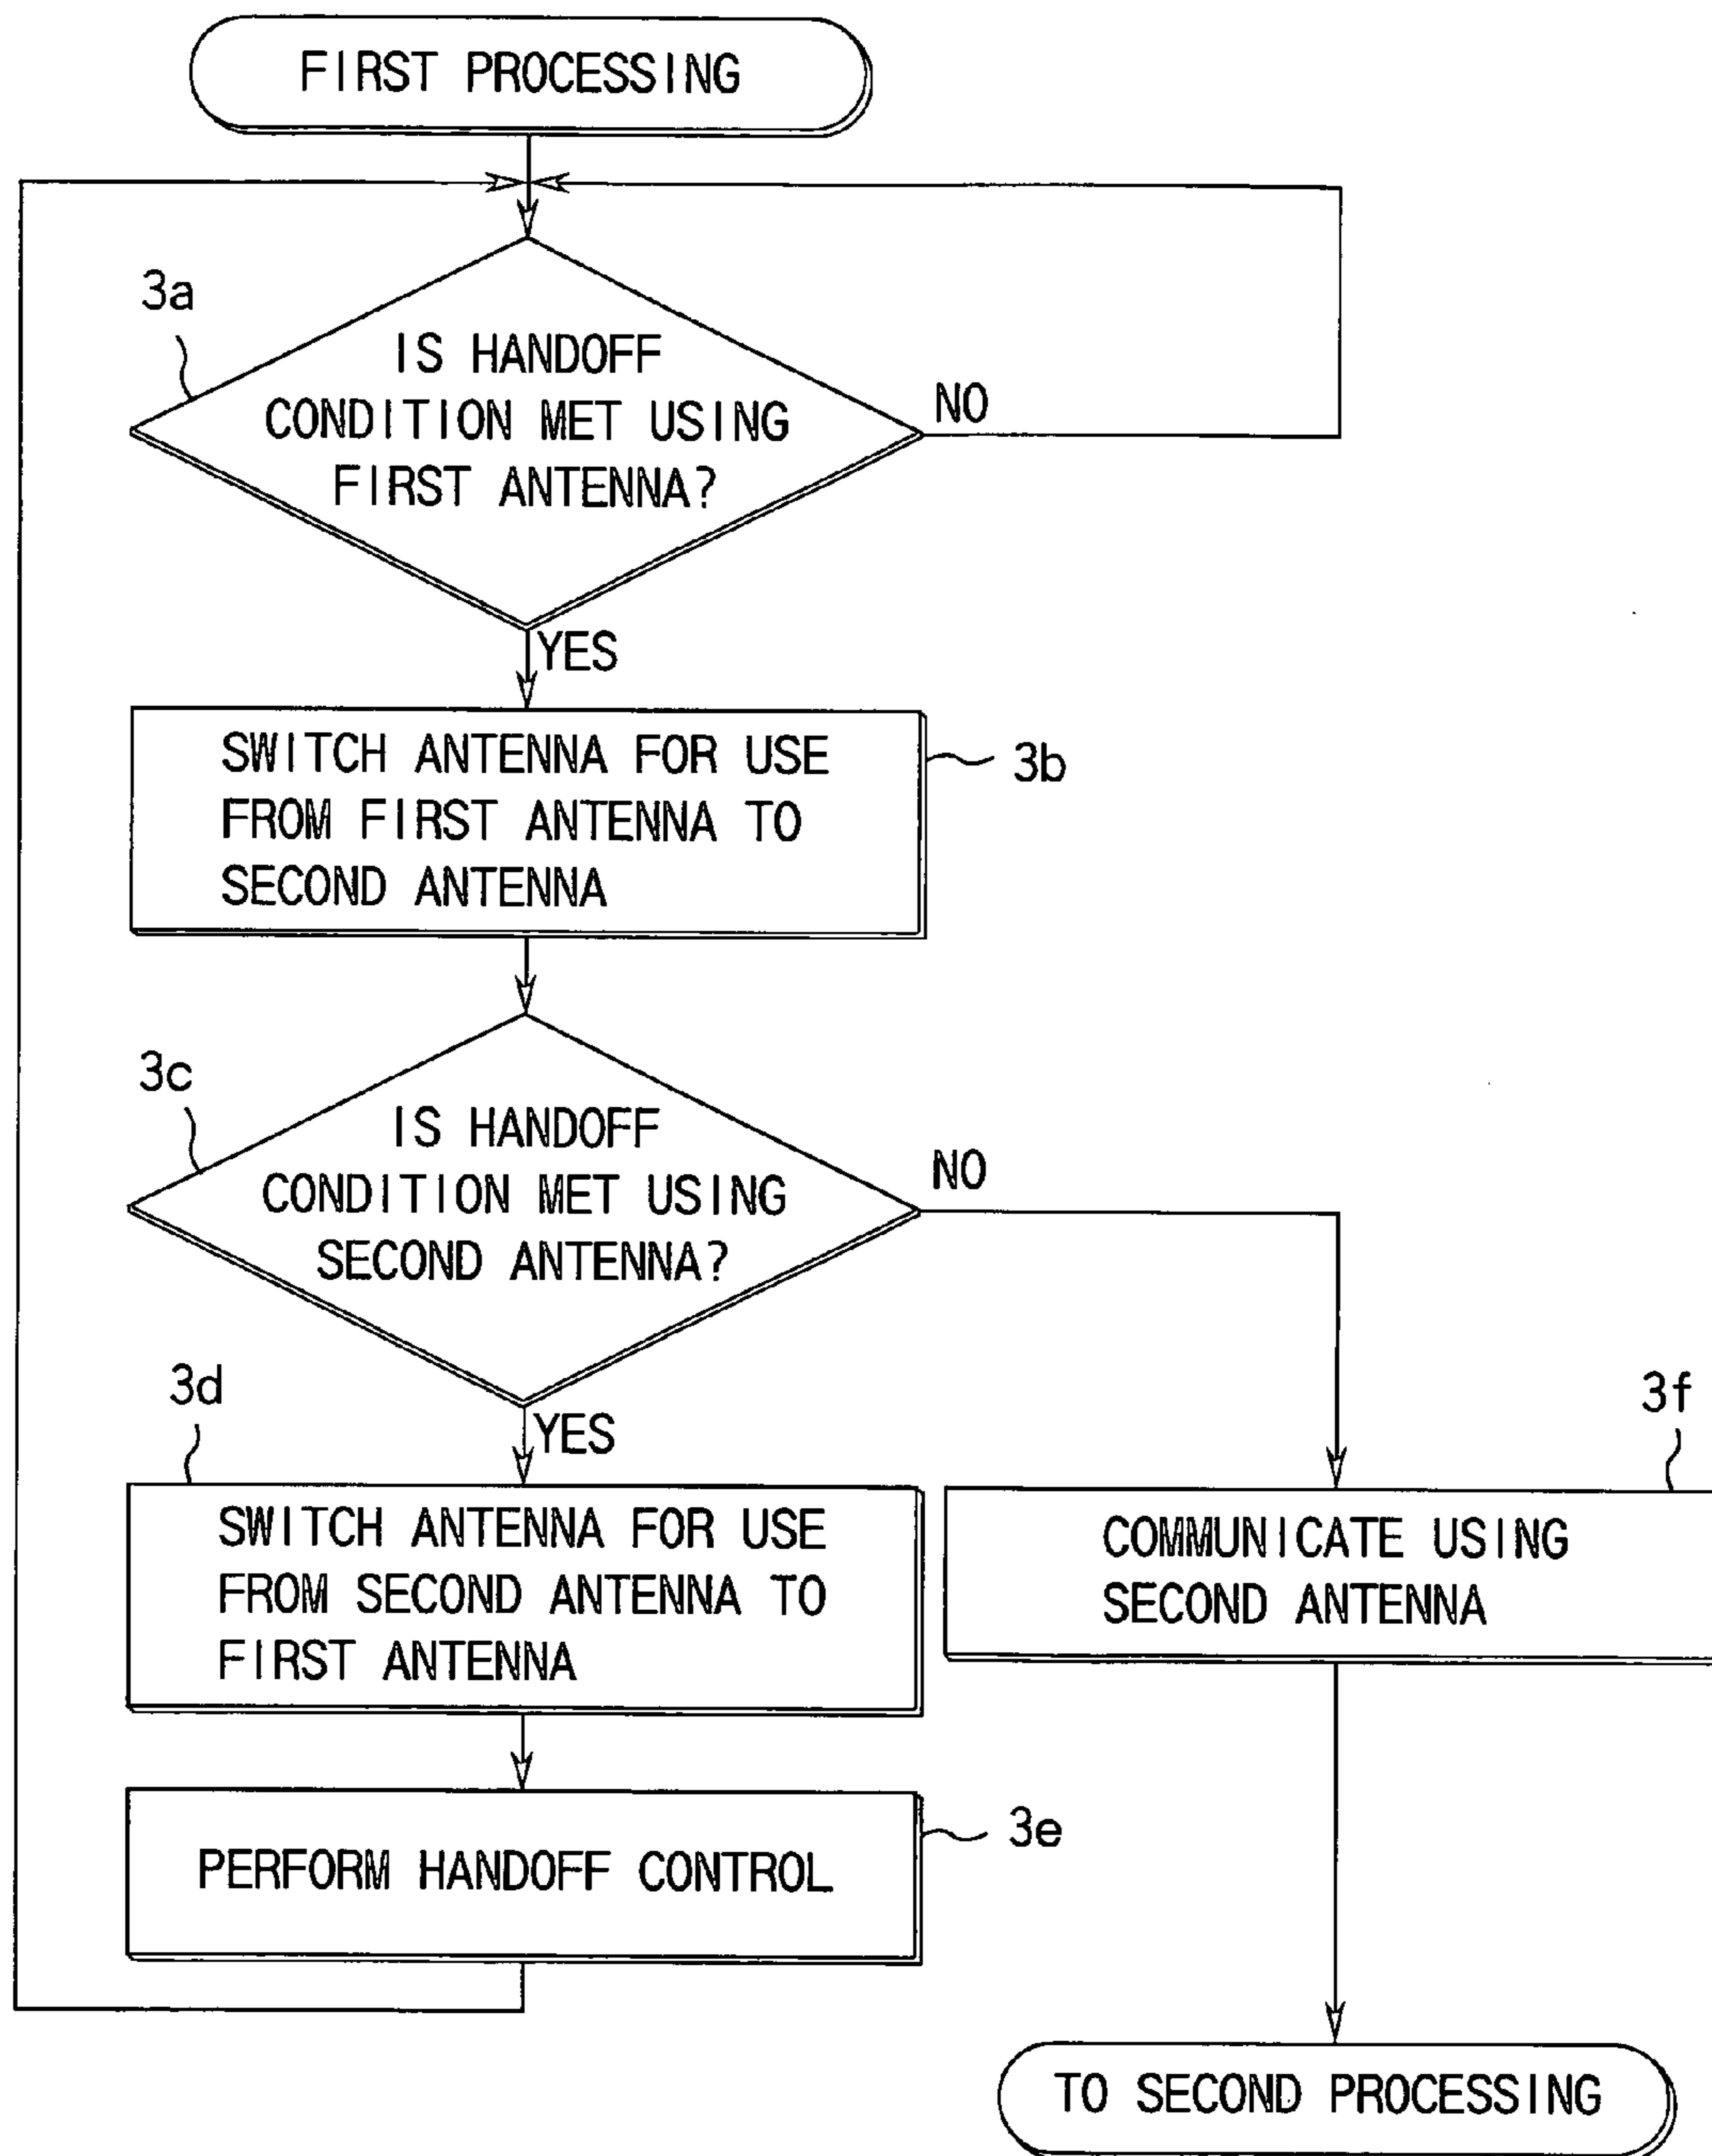 FIRST PROCESSING
3a
IS HANDOFF
CONDITION MET USING
FIRST ANTENNA?
NO
YES
SWITCH ANTENNA FOR USE
FROM FIRST ANTENNA TO
SECOND ANTENNA
3b
3c
IS HANDOFF
CONDITION MET USING
SECOND ANTENNA?
NO
YES
3d
SWITCH ANTENNA FOR USE
FROM SECOND ANTENNA TO
FIRST ANTENNA
3f
COMMUNICATE USING
SECOND ANTENNA
PERFORM HANDOFF CONTROL
3e
TO SECOND PROCESSING